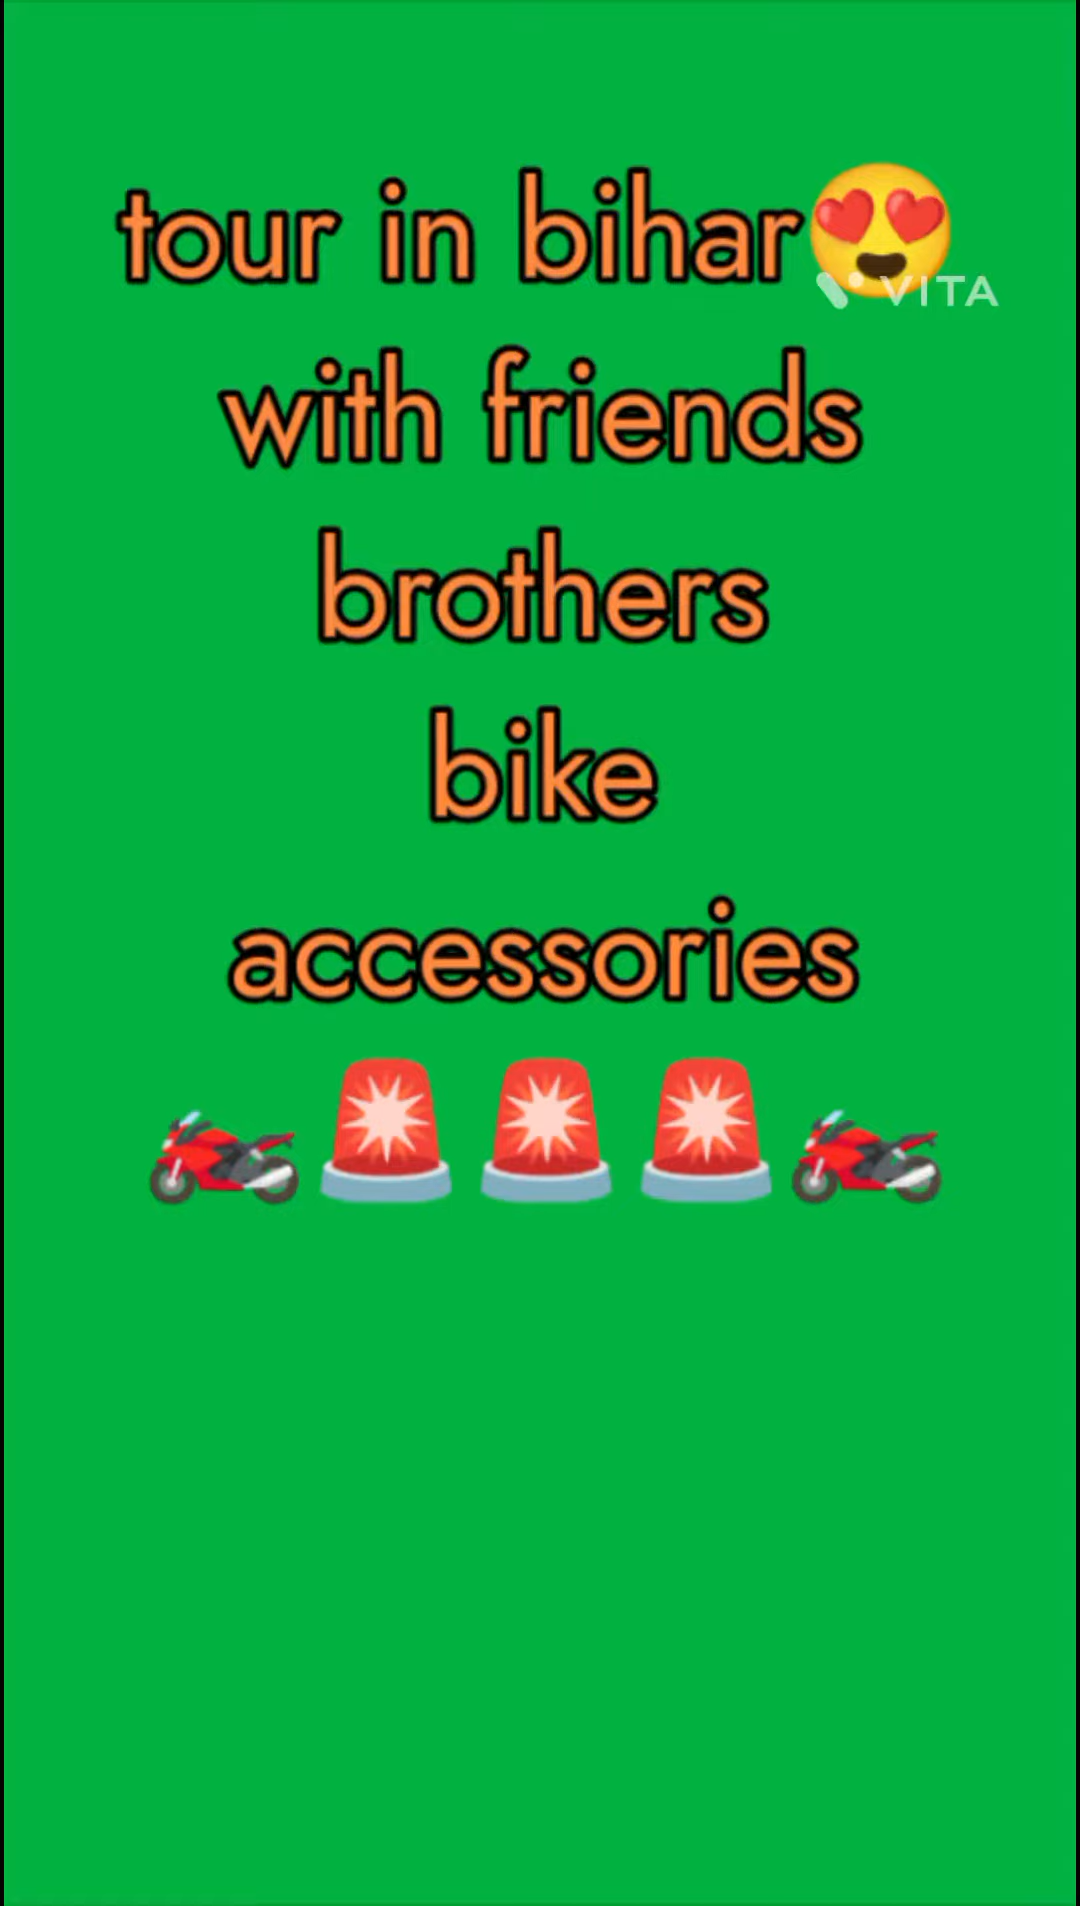 tour in bihar😍
VITA
with friends
brothers
bike
accessories
🏍️🚨🚨🚨🏍️